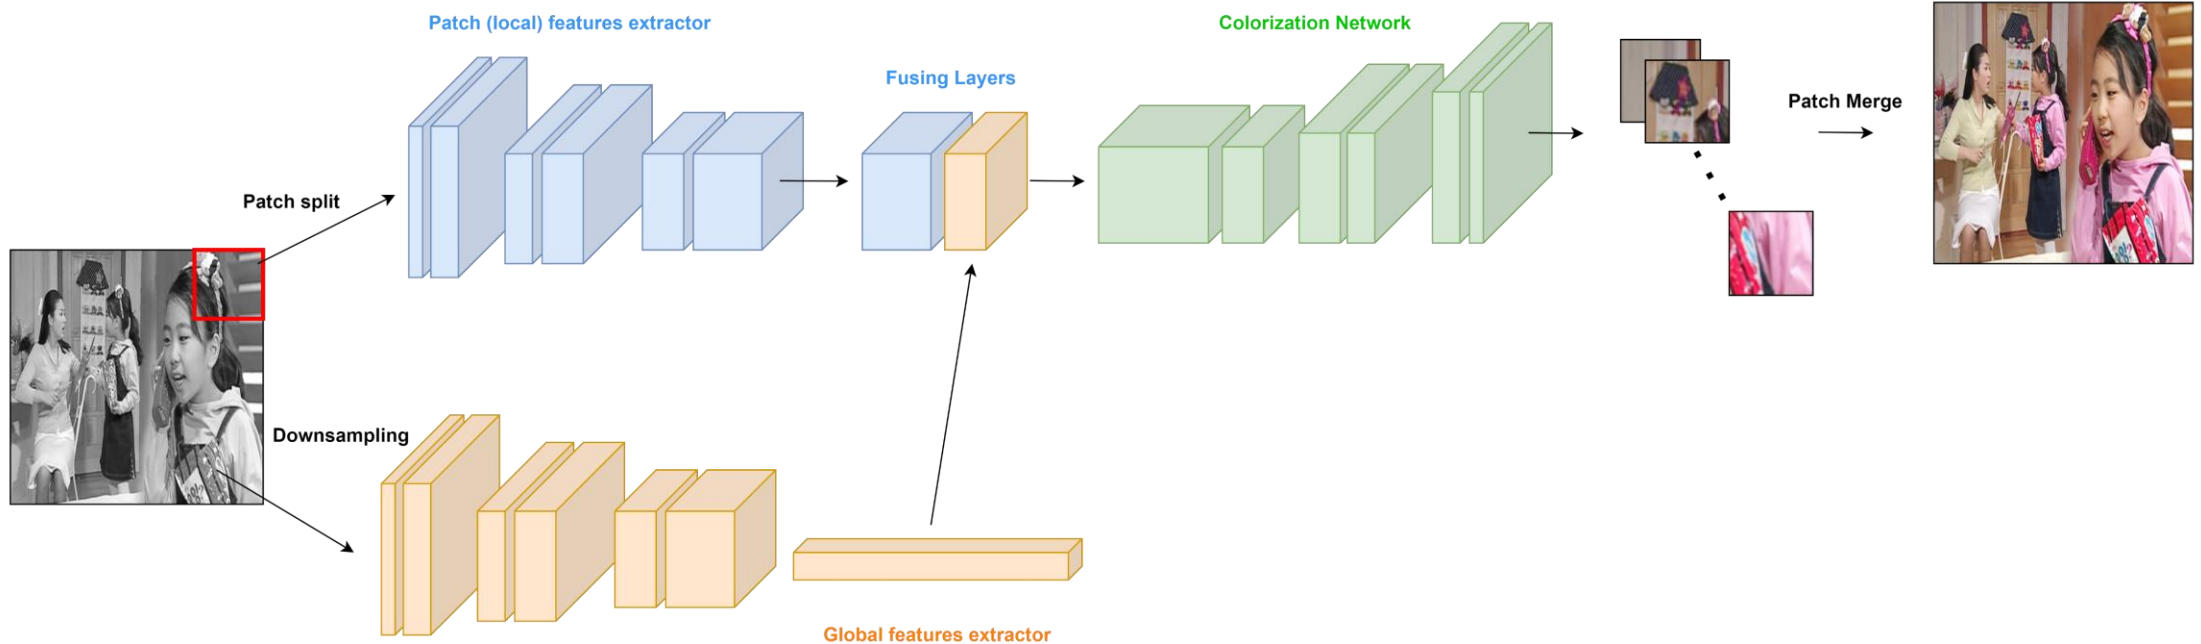 Patch (local) features extractor
Colorization Network
Fusing Layers
Patch Merge
Patch split
Downsampling
Global features extractor